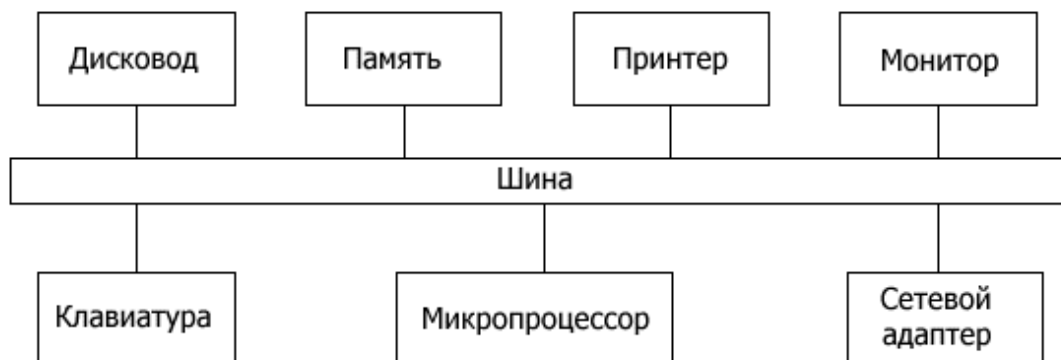 Дисковод
Память
Принтер
Монитор
Шина
Клавиатура
Микропроцессор
Сетевой
адаптер